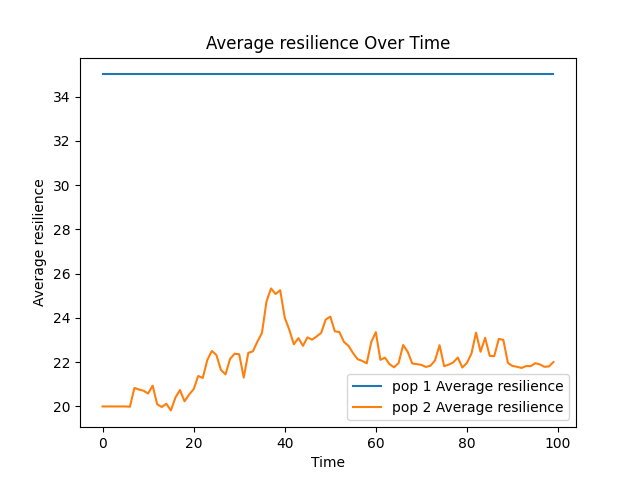 Average resilience Over Time
Average resilience
34
32
30
28
26
24
22
20
0 20 40 60 80 100
Time
pop 1 Average resilience
pop 2 Average resilience